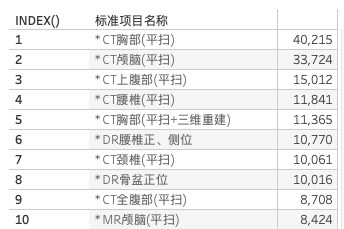 INDEX() 标准项目名称
1 *CT胸部(平扫) 40,215
2 *CT颅脑(平扫) 33,724
3 *CT上腹部(平扫) 15,012
4 *CT腰椎(平扫) 11,841
5 *CT胸部(平扫+三维重建) 11,365
6 *DR腰椎正、侧位 10,770
7 *CT颈椎(平扫) 10,061
8 *DR骨盆正位 10,016
9 *CT全腹部(平扫) 8,708
10 *MR颅脑(平扫) 8,424